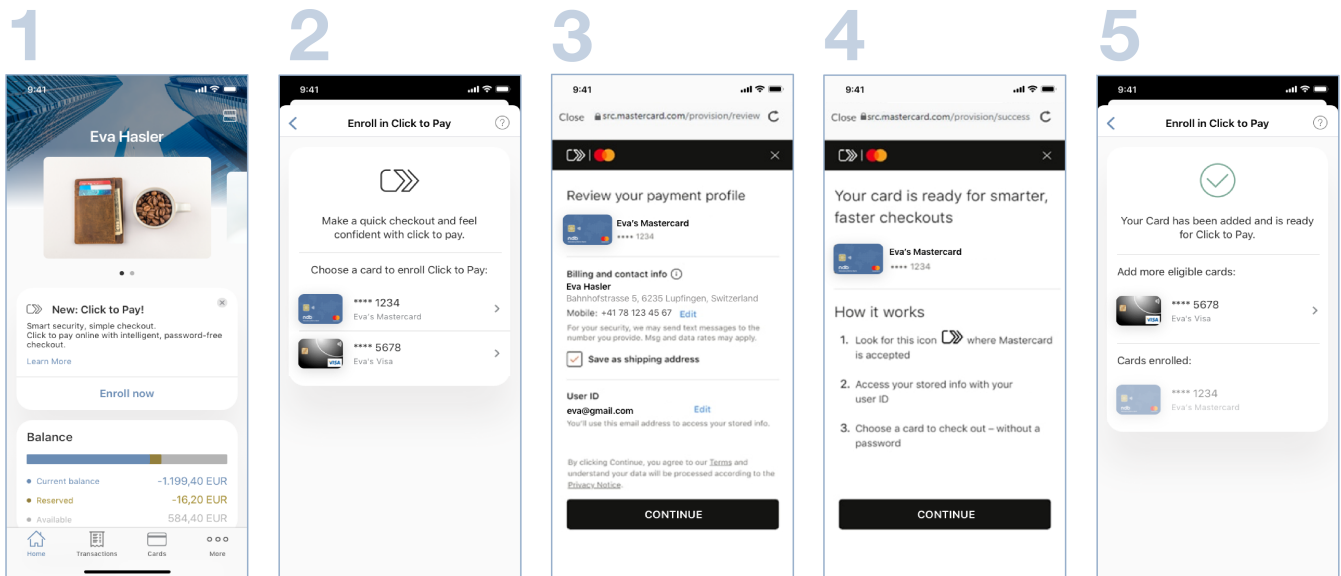 1
9:41
Eva Hasler
New: Click to Pay!
Smart security, simple checkout.
Click to pay online with intelligent, password-free
checkout.
Learn More
Enroll now
Balance
Current balance -1.199,40 EUR
Reserved -16,20 EUR
Available 584,40 EUR
Home Transactions Cards More
2
9:41
Enroll in Click to Pay ?
Make a quick checkout and feel
confident with click to pay.
Choose a card to enroll Click to Pay:
ndb
**** 1234
Eva's Mastercard
VISA
**** 5678
Eva's Visa
3
9:41
Close src.mastercard.com/provision/review
Review your payment profile
ndb
Eva's Mastercard
•••• 1234
Billing and contact info
Eva Hasler
Bahnhofstrasse 5, 6235 Lupfingen, Switzerland
Mobile: +41 78 123 45 67 Edit
For your security, we may send text messages to the
number you provide. Msg and data rates may apply.
Save as shipping address
User ID
eva@gmail.com Edit
You'll use this email address to access your stored info.
By clicking Continue, you agree to our Terms and
understand your data will be processed according to the
Privacy Notice.
CONTINUE
4
9:41
Close src.mastercard.com/provision/success
Your card is ready for smarter,
faster checkouts
ndb
Eva's Mastercard
•••• 1234
How it works
1. Look for this icon where Mastercard
is accepted
2. Access your stored info with your
user ID
3. Choose a card to check out – without a
password
CONTINUE
5
9:41
Enroll in Click to Pay ?
Your Card has been added and is ready
for Click to Pay.
Add more eligible cards:
VISA
**** 5678
Eva's Visa
Cards enrolled:
ndb
**** 1234
Eva's Mastercard